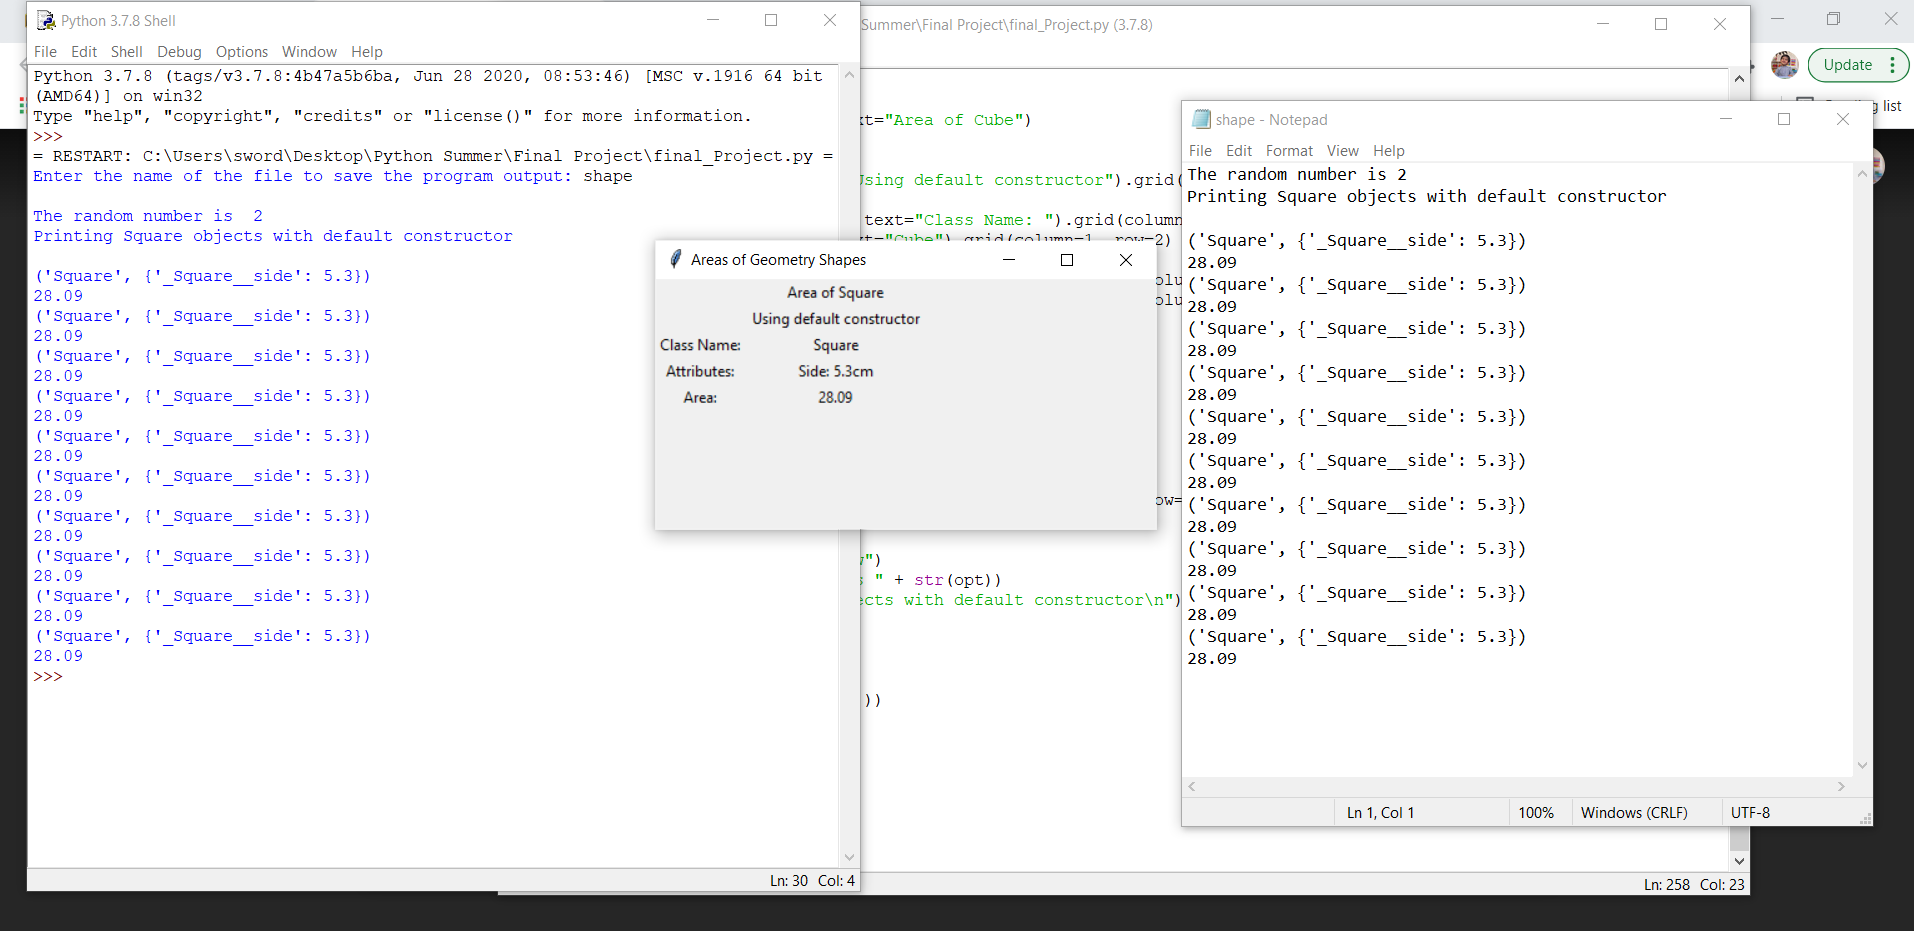 Python 3.7.8 Shell
File Edit Shell Debug Options Window Help
Python 3.7.8 (tags/v3.7.8:4b47a5b6ba, Jun 28 2020, 08:53:46) [MSC v.1916 64 bit
(AMD64)] on win32
Type "help", "copyright", "credits" or "license()" for more information.
>>>
= RESTART: C:\Users\sword\Desktop\Python Summer\Final Project\final_Project.py =
Enter the name of the file to save the program output: shape
The random number is  2
Printing Square objects with default constructor
('Square', {'_Square__side': 5.3})
28.09
('Square', {'_Square__side': 5.3})
28.09
('Square', {'_Square__side': 5.3})
28.09
('Square', {'_Square__side': 5.3})
28.09
('Square', {'_Square__side': 5.3})
28.09
('Square', {'_Square__side': 5.3})
28.09
('Square', {'_Square__side': 5.3})
28.09
('Square', {'_Square__side': 5.3})
28.09
('Square', {'_Square__side': 5.3})
28.09
('Square', {'_Square__side': 5.3})
28.09
>>>
Ln: 30 Col: 4
Summer\Final Project\final_Project.py (3.7.8)
xt="Area of Cube")
Using default constructor").grid(
text="Class Name: ").grid(column
xt="Cube").grid(column=1, row=2)
olu
olu
ow=
w")
s " + str(opt))
ects with default constructor\n")
))
Ln: 258 Col: 23
Areas of Geometry Shapes
Area of Square
Using default constructor
Class Name: Square
Attributes: Side: 5.3cm
Area: 28.09
Update
list
shape - Notepad
File Edit Format View Help
The random number is 2
Printing Square objects with default constructor
('Square', {'_Square__side': 5.3})
28.09
('Square', {'_Square__side': 5.3})
28.09
('Square', {'_Square__side': 5.3})
28.09
('Square', {'_Square__side': 5.3})
28.09
('Square', {'_Square__side': 5.3})
28.09
('Square', {'_Square__side': 5.3})
28.09
('Square', {'_Square__side': 5.3})
28.09
('Square', {'_Square__side': 5.3})
28.09
('Square', {'_Square__side': 5.3})
28.09
('Square', {'_Square__side': 5.3})
28.09
Ln 1, Col 1 100% Windows (CRLF) UTF-8